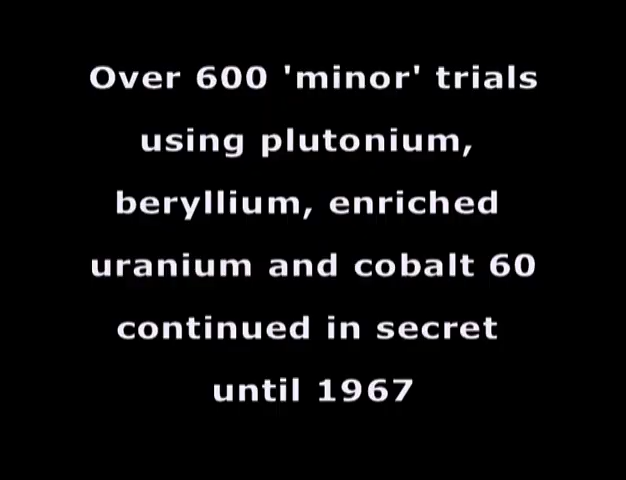 Over 600 'minor' trials
using plutonium,
beryllium, enriched
uranium and cobalt 60
continued in secret
until 1967